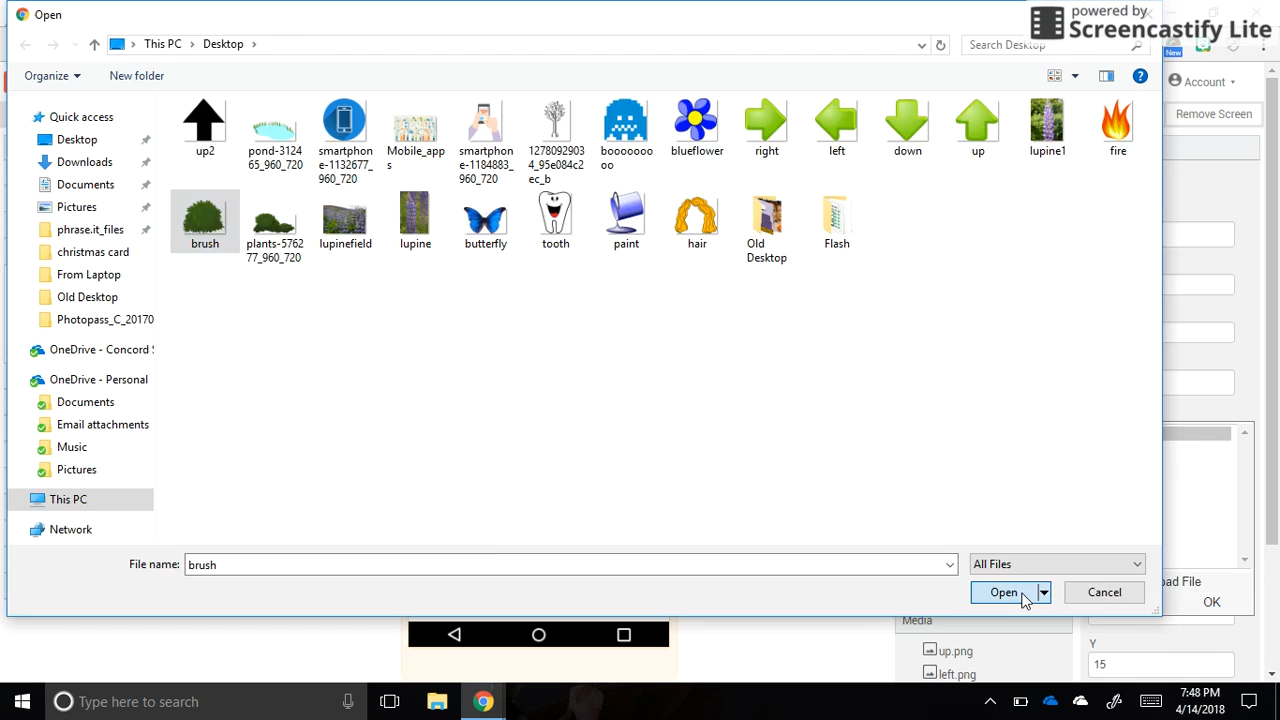 Open
powered by
Screencastify Lite
This PC
Desktop
Search Desktop
New
Organize
New folder
Account
Remove Screen
Quick access
Desktop
Downloads
Documents
Pictures
phrase.it_files
christmas card
From Laptop
Old Desktop
Photopass_C_20170
OneDrive - Concord S
OneDrive - Personal
Documents
Email attachments
Music
Pictures
This PC
Network
up2
pond-3124
65_960_720
smartphon
e-1132677_
960_720
Mobile_app
s
smartphon
e-1184883_
960_720
1278092903
4_95e084c2
ec_b
booooooo
oo
blueflower
right
left
down
up
lupine1
fire
brush
plants-5762
77_960_720
lupinefield
lupine
butterfly
tooth
paint
hair
Old
Desktop
Flash
File name:
brush
All Files
Open
Cancel
oad File
OK
Media
up.png
left.png
Y
15
Type here to search
7:48 PM
4/14/2018